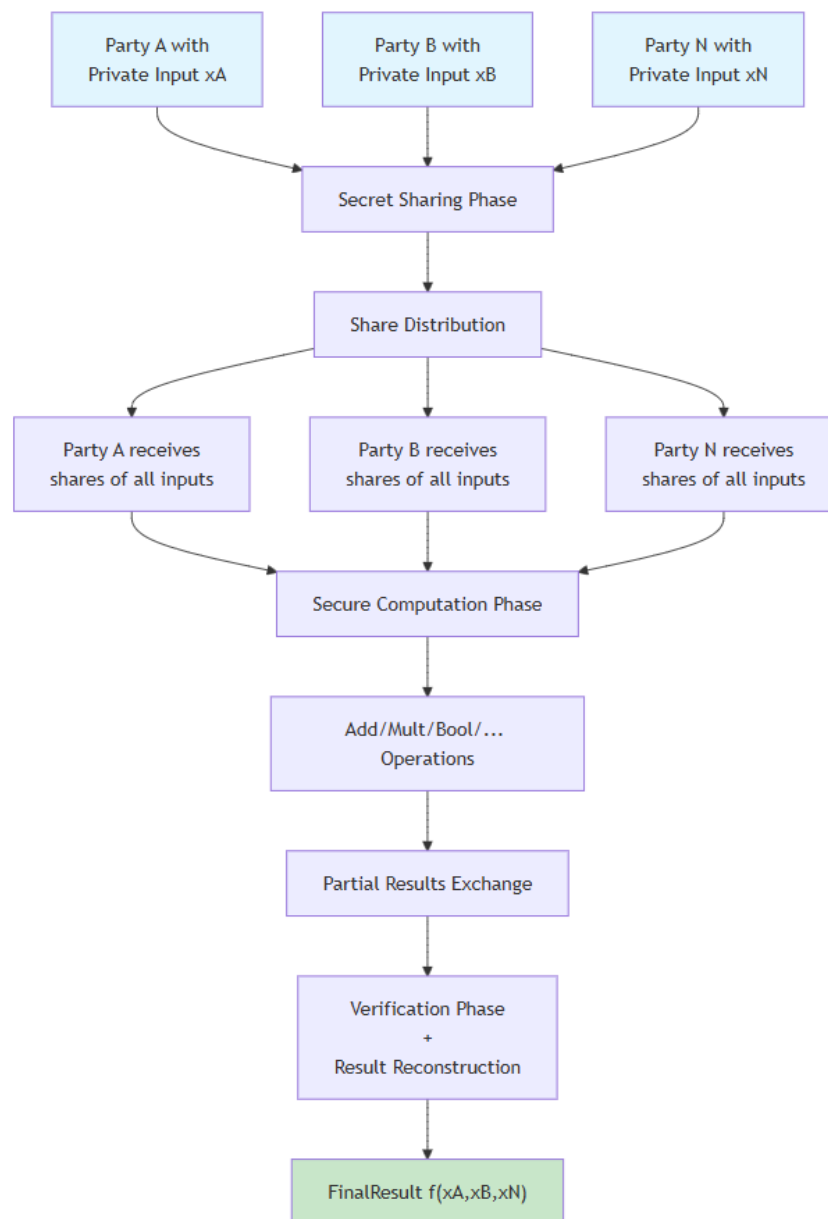 Party A with
Private Input xA
Party B with
Private Input xB
Party N with
Private Input xN
Secret Sharing Phase
Share Distribution
Party A receives
shares of all inputs
Party B receives
shares of all inputs
Party N receives
shares of all inputs
Secure Computation Phase
Add/Mult/Bool/...
Operations
Partial Results Exchange
Verification Phase
+
Result Reconstruction
FinalResult f(xA,xB,xN)